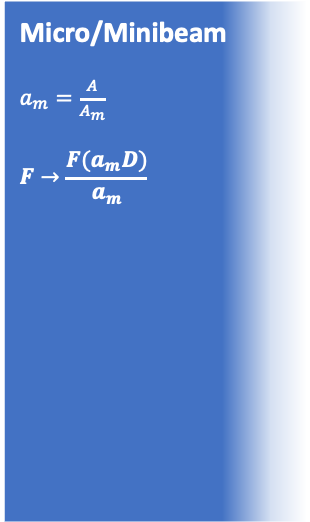 Micro/Minibeam
a_m = A/A_m
F → F(a_m D)/a_m